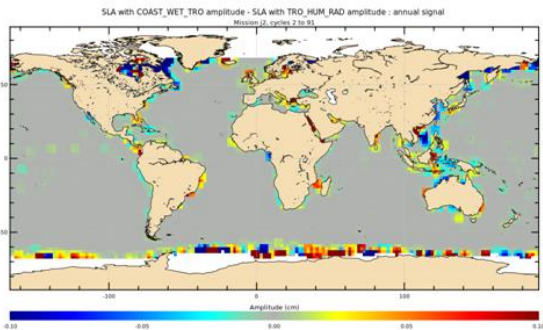 SLA with COAST_WET_TRO amplitude - SLA with TRO_HUM_RAD amplitude : annual signal
Mission j2, cycles 2 to 91
50
0
50
-100 0 100
Amplitude (cm)
-0.10 -0.05 0.00 0.05 0.10